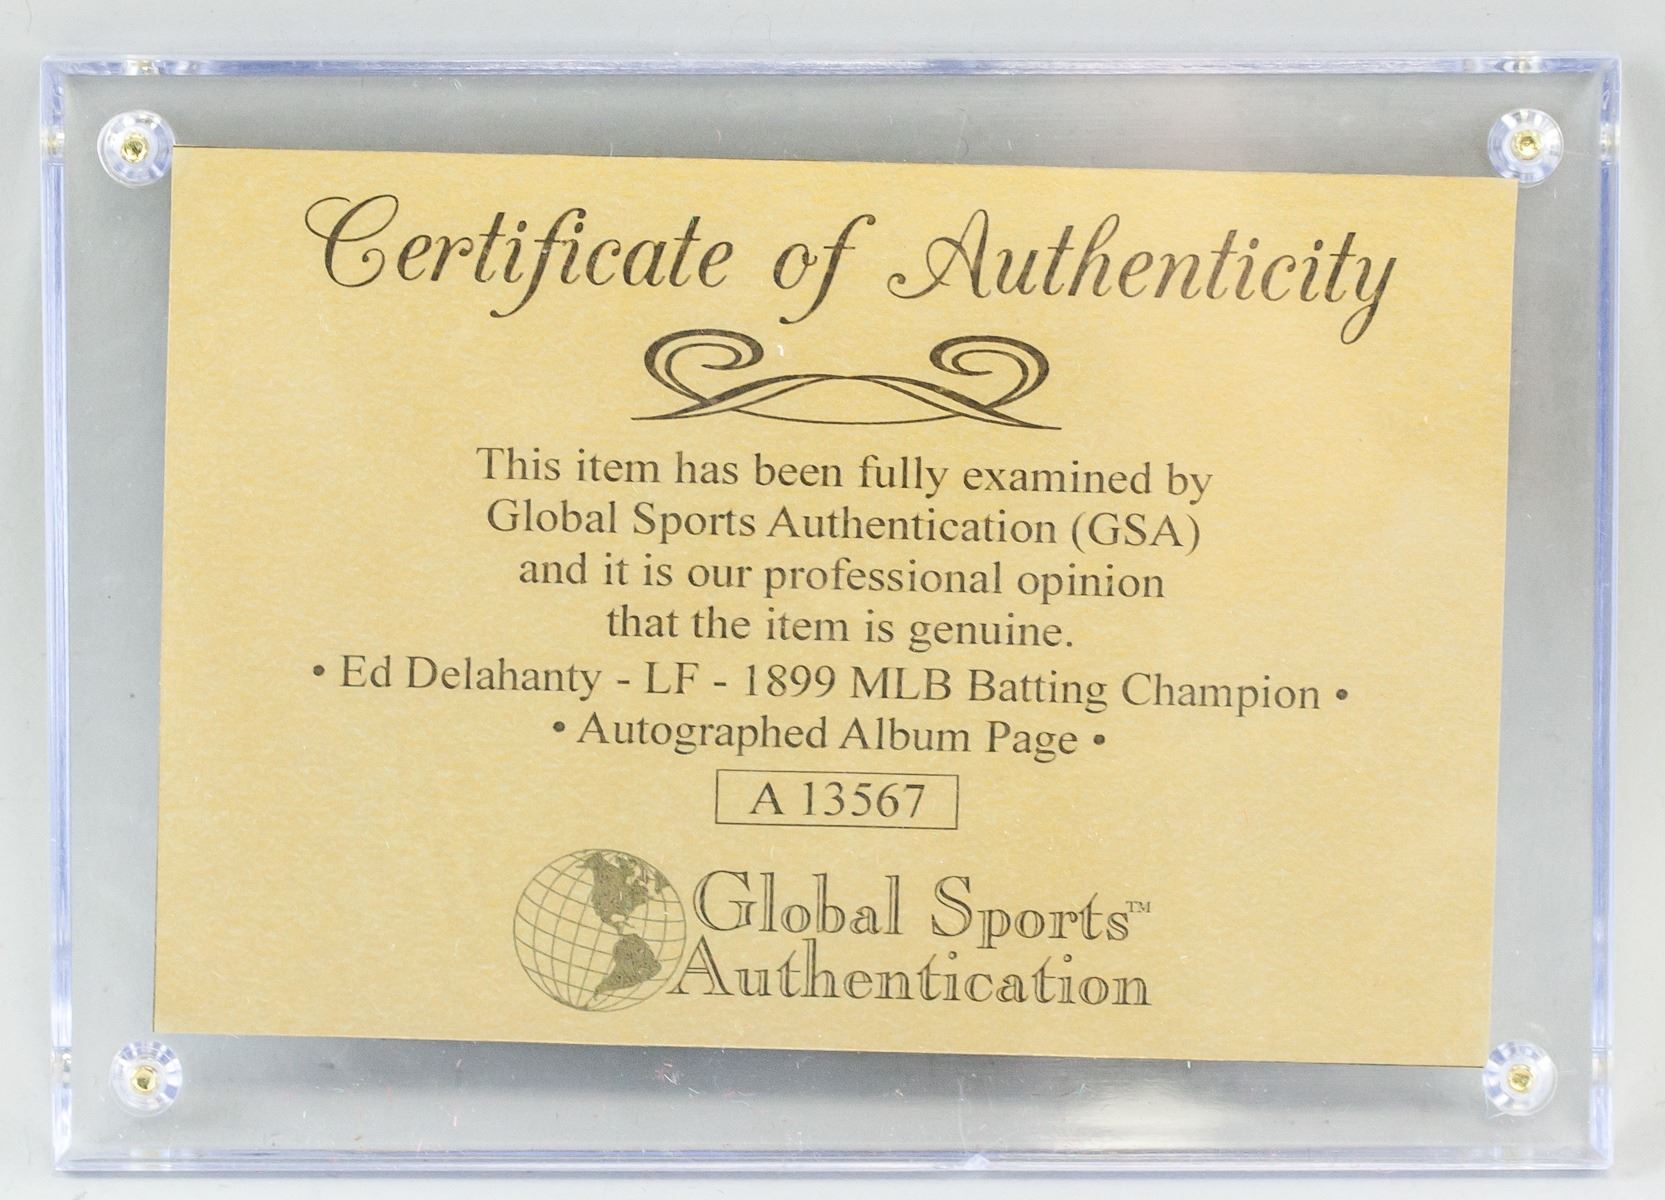 Certificate of Authenticity
This item has been fully examined by
Global Sports Authentication (GSA)
and it is our professional opinion
that the item is genuine.
• Ed Delahanty - LF - 1899 MLB Batting Champion •
• Autographed Album Page •
A 13567
Global Sports™
Authentication